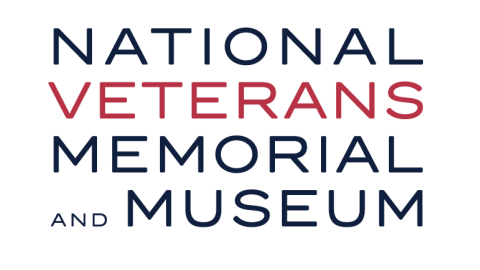 NATIONAL
VETERANS
MEMORIAL
AND MUSEUM